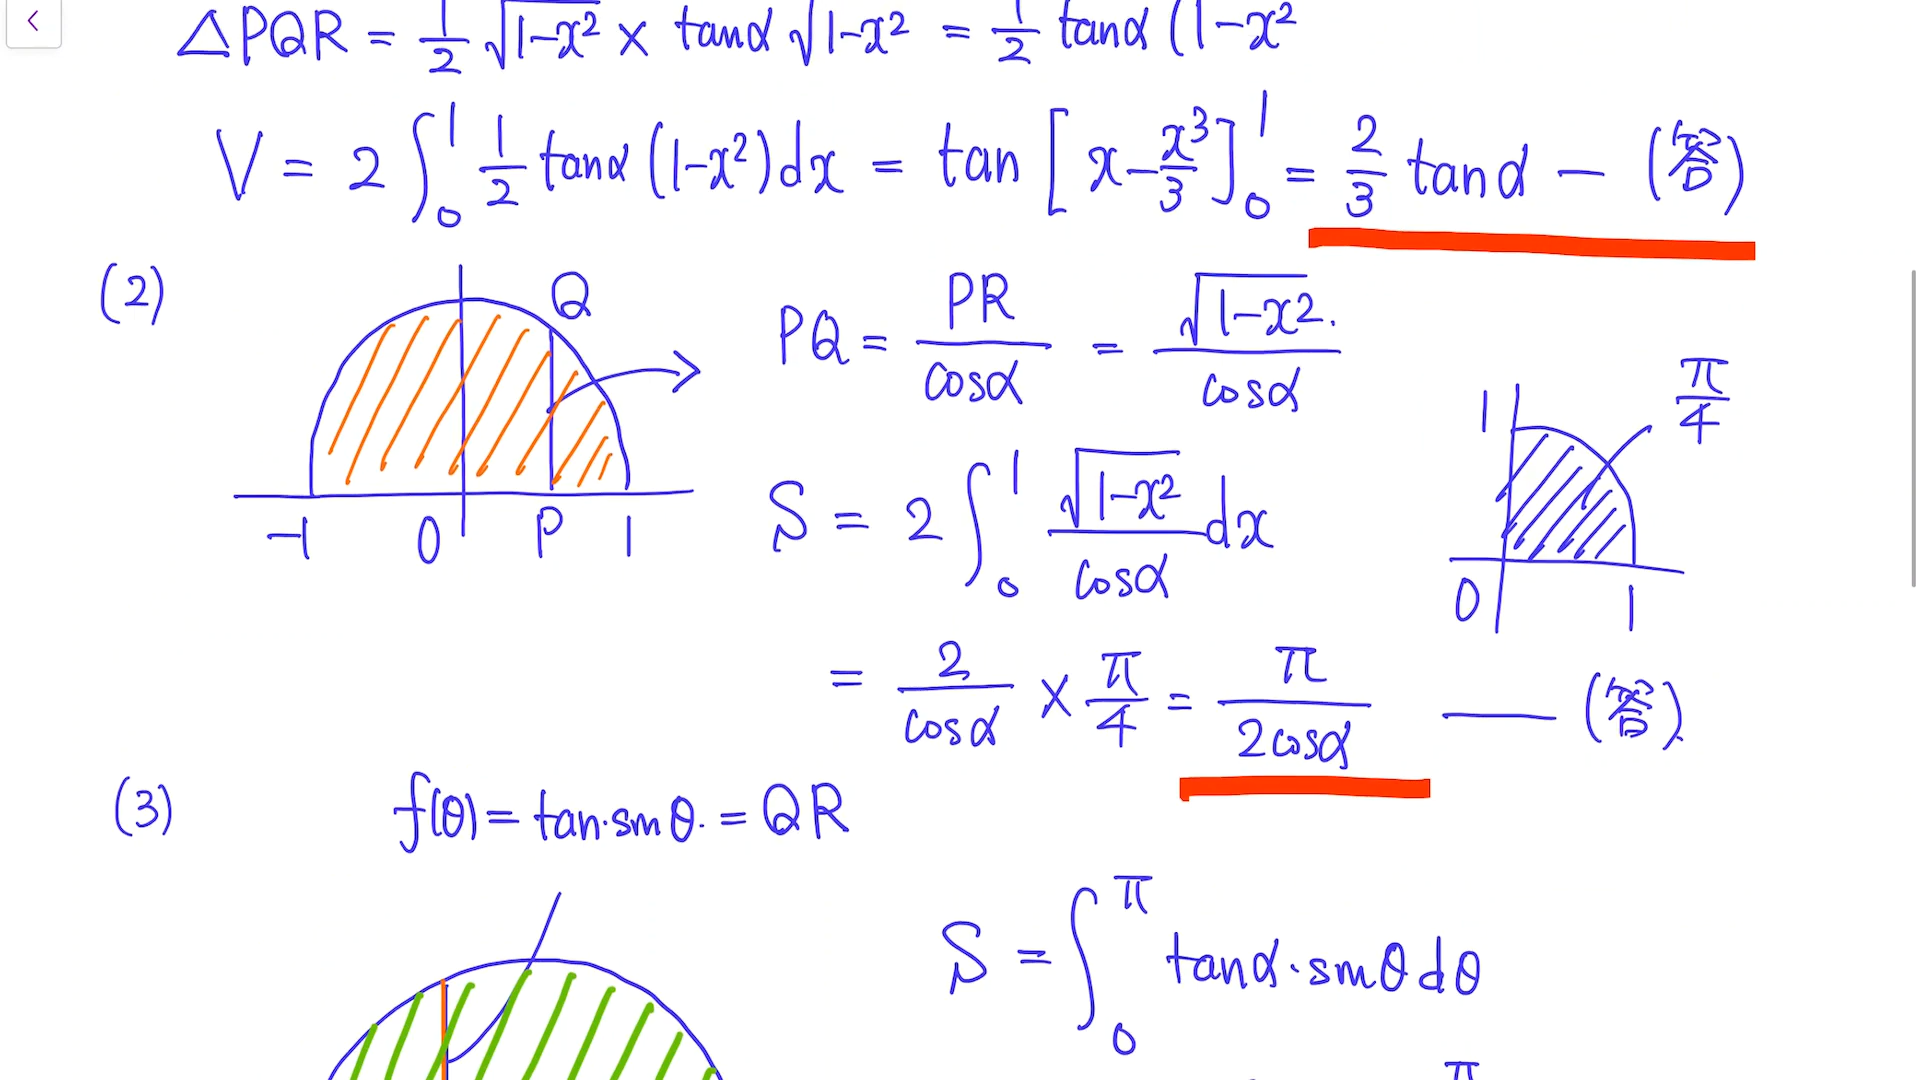 △PQR = 1/2 √1-x² × tanα √1-x² = 1/2 tanα (1-x²
V = 2 ∫₀¹ 1/2 tanα (1-x²)dx = tan [x - x³/3]₀¹ = 2/3 tanα — (答)
(2)
Q
-1 0 P 1
PQ = PR/cosα = √1-x²/cosα
π/4
S = 2 ∫₀¹ √1-x²/cosα dx
1
0 1
= 2/cosα × π/4 = π/2cosα — (答)
(3)
f(θ) = tan·sinθ. = QR
S = ∫₀^π tanα·sinθdθ
π